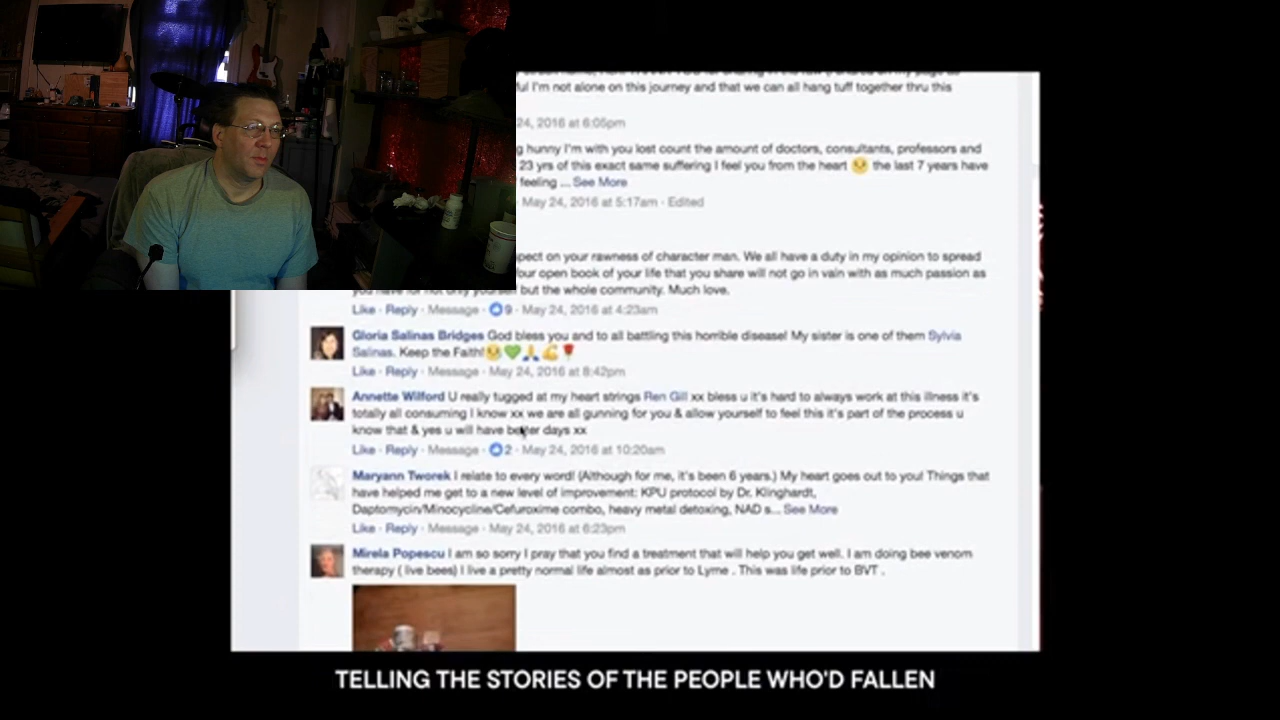 ful I'm not alone on this journey and that we can all hang tuff together thru this
24, 2016 at 6:05pm
g hunny I'm with you lost count the amount of doctors, consultants, professors and
23 yrs of this exact same suffering I feel you from the heart 😢 the last 7 years have
feeling ... See More
· May 24, 2016 at 5:17am · Edited
pect on your rawness of character man. We all have a duty in my opinion to spread
four open book of your life that you share will not go in vain with as much passion as
you have for not only yourself but the whole community. Much love.
Like · Reply · Message · 9 · May 24, 2016 at 4:23am
Gloria Salinas Bridges God bless you and to all battling this horrible disease! My sister is one of them Sylvia
Salinas. Keep the Faith!😢💚🙏💪🌹
Like · Reply · Message · May 24, 2016 at 8:42pm
Annette Wilford U really tugged at my heart strings Ren Gill xx bless u it's hard to always work at this illness it's
totally all consuming I know xx we are all gunning for you & allow yourself to feel this it's part of the process u
know that & yes u will have better days xx
Like · Reply · Message · 2 · May 24, 2016 at 10:20am
Maryann Tworek I relate to every word! (Although for me, it's been 6 years.) My heart goes out to you! Things that
have helped me get to a new level of improvement: KPU protocol by Dr. Klinghardt,
Daptomycin/Minocycline/Cefuroxime combo, heavy metal detoxing, NAD s... See More
Like · Reply · Message · May 24, 2016 at 6:23pm
Mirela Popescu I am so sorry I pray that you find a treatment that will help you get well. I am doing bee venom
therapy ( live bees) I live a pretty normal life almost as prior to Lyme . This was life prior to BVT .
TELLING THE STORIES OF THE PEOPLE WHO'D FALLEN